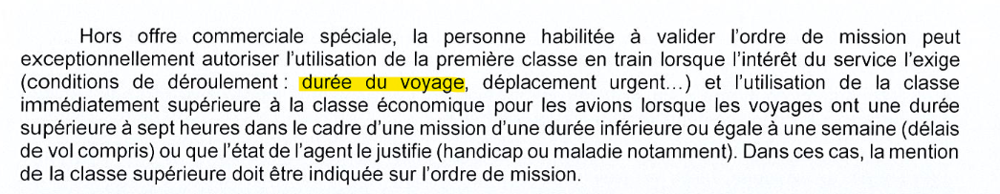 Hors offre commerciale spéciale, la personne habilitée à valider l'ordre de mission peut
exceptionnellement autoriser l'utilisation de la première classe en train lorsque l'intérêt du service l'exige
(conditions de déroulement : durée du voyage, déplacement urgent...) et l'utilisation de la classe
immédiatement supérieure à la classe économique pour les avions lorsque les voyages ont une durée
supérieure à sept heures dans le cadre d'une mission d'une durée inférieure ou égale à une semaine (délais
de vol compris) ou que l'état de l'agent le justifie (handicap ou maladie notamment). Dans ces cas, la mention
de la classe supérieure doit être indiquée sur l'ordre de mission.